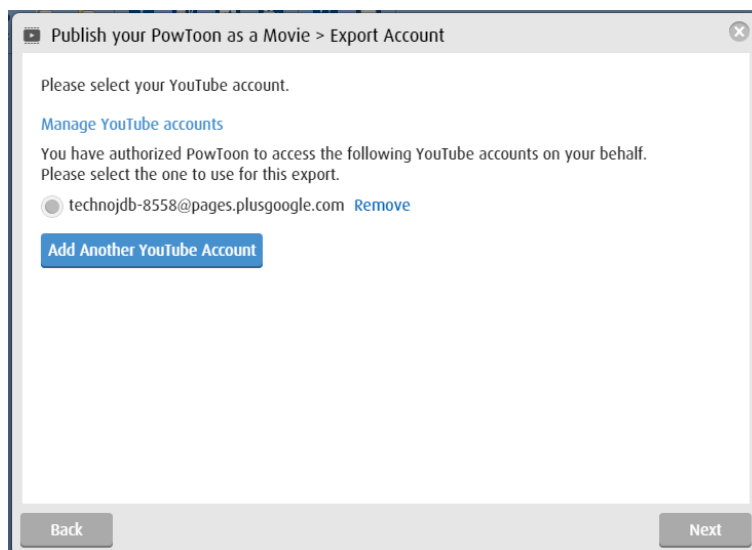 Publish your PowToon as a Movie > Export Account
Please select your YouTube account.
Manage YouTube accounts
You have authorized PowToon to access the following YouTube accounts on your behalf.
Please select the one to use for this export.
technojdb-8558@pages.plusgoogle.com Remove
Add Another YouTube Account
Back Next